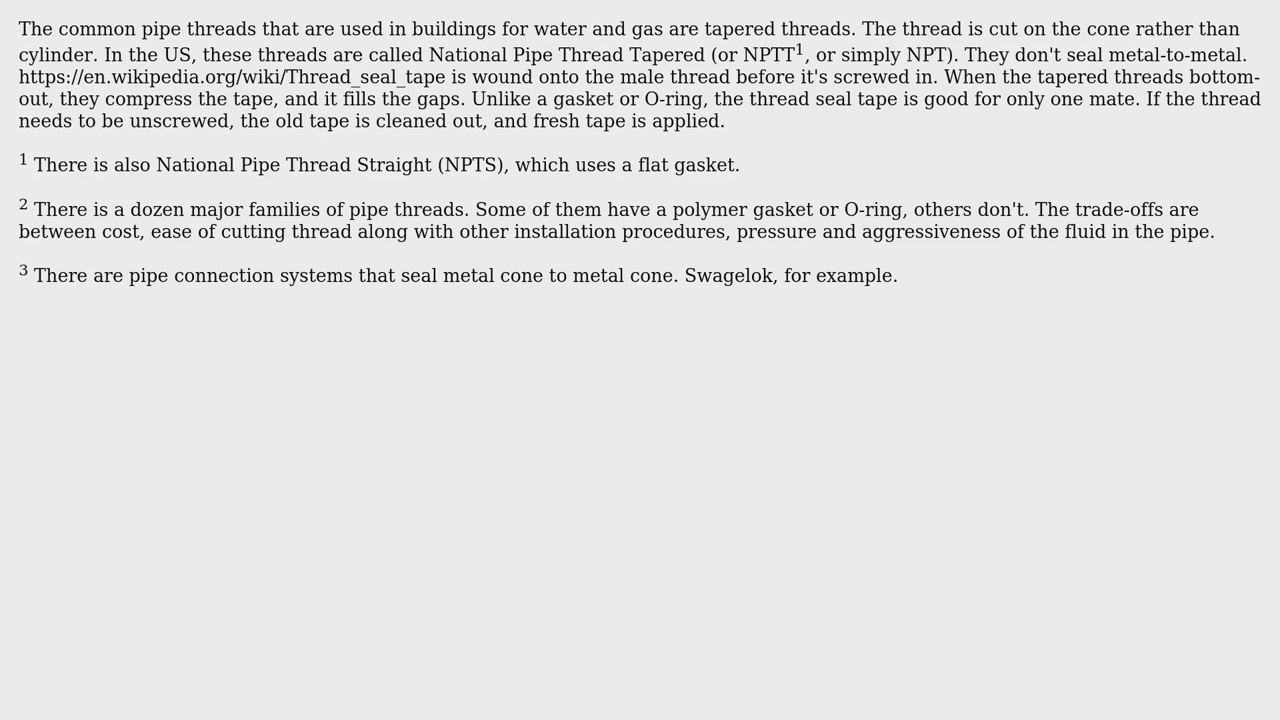 The common pipe threads that are used in buildings for water and gas are tapered threads. The thread is cut on the cone rather than
cylinder. In the US, these threads are called National Pipe Thread Tapered (or NPTT¹, or simply NPT). They don't seal metal-to-metal.
https://en.wikipedia.org/wiki/Thread_seal_tape is wound onto the male thread before it's screwed in. When the tapered threads bottom-
out, they compress the tape, and it fills the gaps. Unlike a gasket or O-ring, the thread seal tape is good for only one mate. If the thread
needs to be unscrewed, the old tape is cleaned out, and fresh tape is applied.
¹ There is also National Pipe Thread Straight (NPTS), which uses a flat gasket.
² There is a dozen major families of pipe threads. Some of them have a polymer gasket or O-ring, others don't. The trade-offs are
between cost, ease of cutting thread along with other installation procedures, pressure and aggressiveness of the fluid in the pipe.
³ There are pipe connection systems that seal metal cone to metal cone. Swagelok, for example.